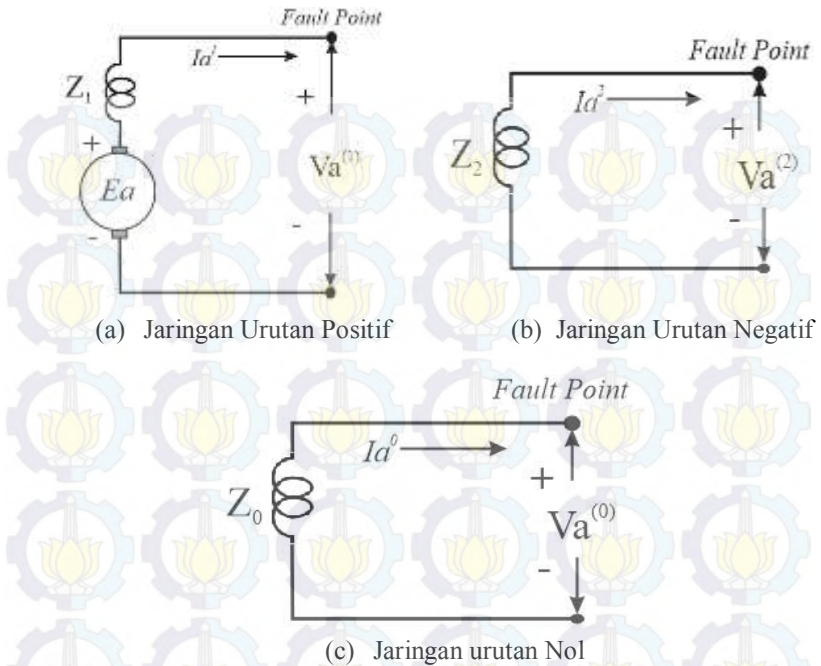 Fault Point
Ia¹
Z₁
+
+
Ea
Va⁽¹⁾
-
-
(a) Jaringan Urutan Positif
Fault Point
Ia²
+
Z₂
Va⁽²⁾
-
(b) Jaringan Urutan Negatif
Fault Point
Ia⁰
+
Z₀
Va⁽⁰⁾
-
(c) Jaringan urutan Nol